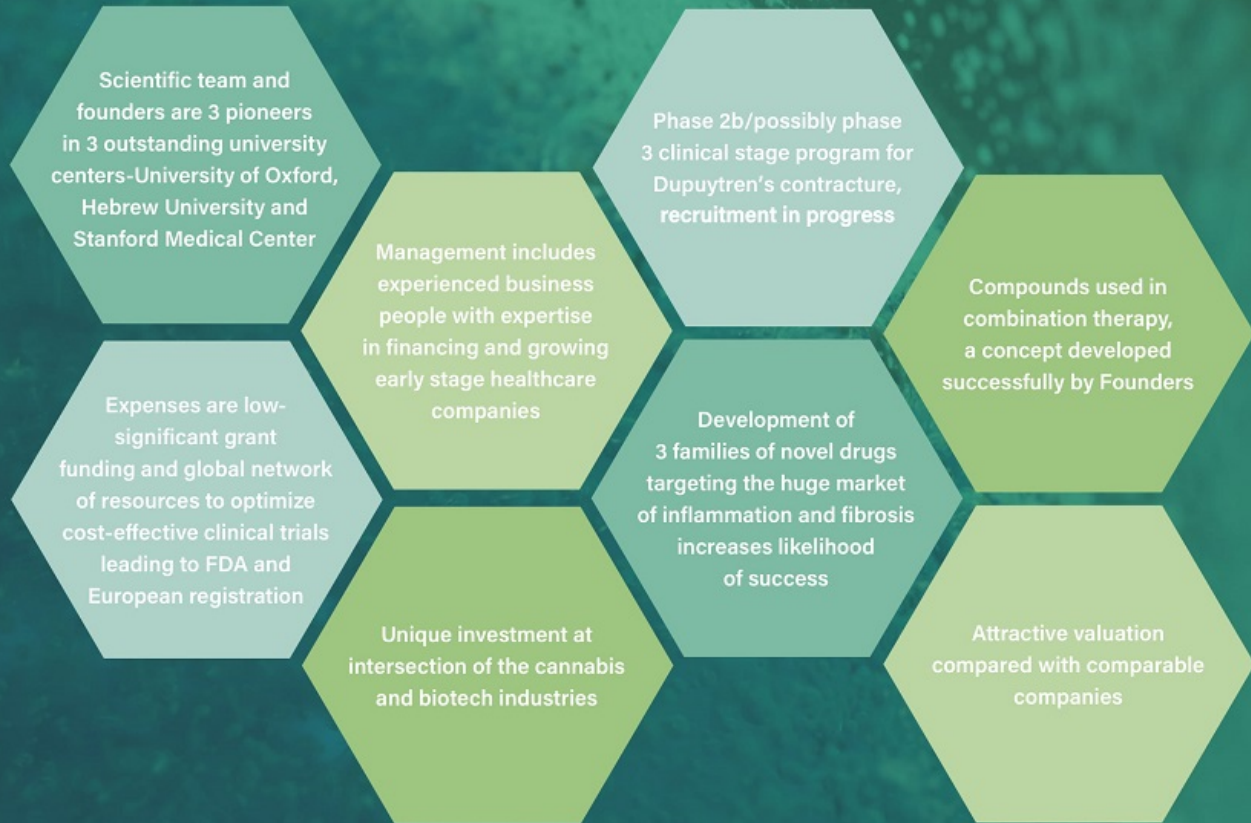 Scientific team and
founders are 3 pioneers
in 3 outstanding university
centers-University of Oxford,
Hebrew University and
Stanford Medical Center
Phase 2b/possibly phase
3 clinical stage program for
Dupuytren's contracture,
recruitment in progress
Management includes
experienced business
people with expertise
in financing and growing
early stage healthcare
companies
Compounds used in
combination therapy,
a concept developed
successfully by Founders
Expenses are low-
significant grant
funding and global network
of resources to optimize
cost-effective clinical trials
leading to FDA and
European registration
Development of
3 families of novel drugs
targeting the huge market
of inflammation and fibrosis
increases likelihood
of success
Unique investment at
intersection of the cannabis
and biotech industries
Attractive valuation
compared with comparable
companies